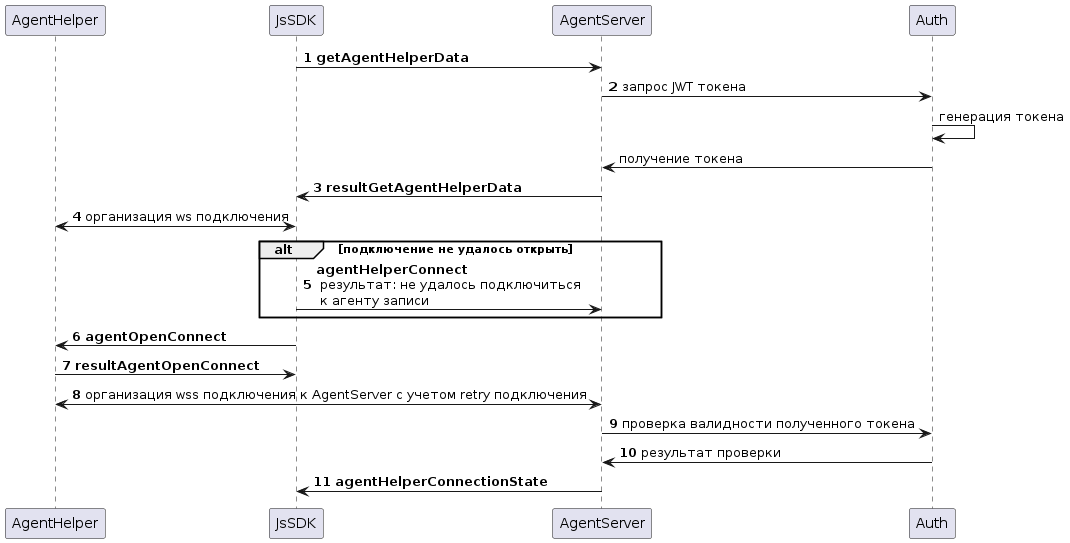 AgentHelper JsSDK AgentServer Auth
1 getAgentHelperData
2 запрос JWT токена
генерация токена
получение токена
3 resultGetAgentHelperData
4 организация ws подключения
alt [подключение не удалось открыть]
agentHelperConnect
5 результат: не удалось подключиться
к агенту записи
6 agentOpenConnect
7 resultAgentOpenConnect
8 организация wss подключения к AgentServer с учетом retry подключения
9 проверка валидности полученного токена
10 результат проверки
11 agentHelperConnectionState
AgentHelper JsSDK AgentServer Auth